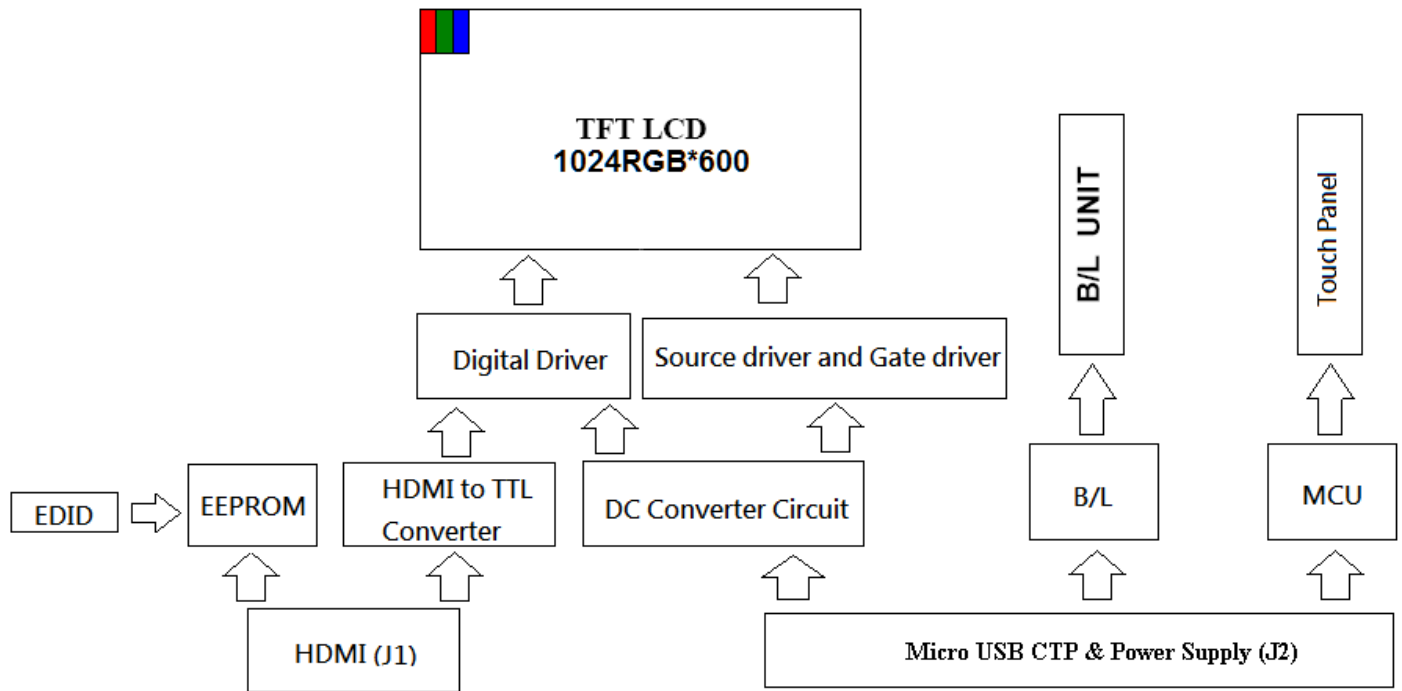 TFT LCD
1024RGB*600
B/L UNIT
Touch Panel
Digital Driver
Source driver and Gate driver
EDID
EEPROM
HDMI to TTL
Converter
DC Converter Circuit
B/L
MCU
HDMI (J1)
Micro USB CTP & Power Supply (J2)